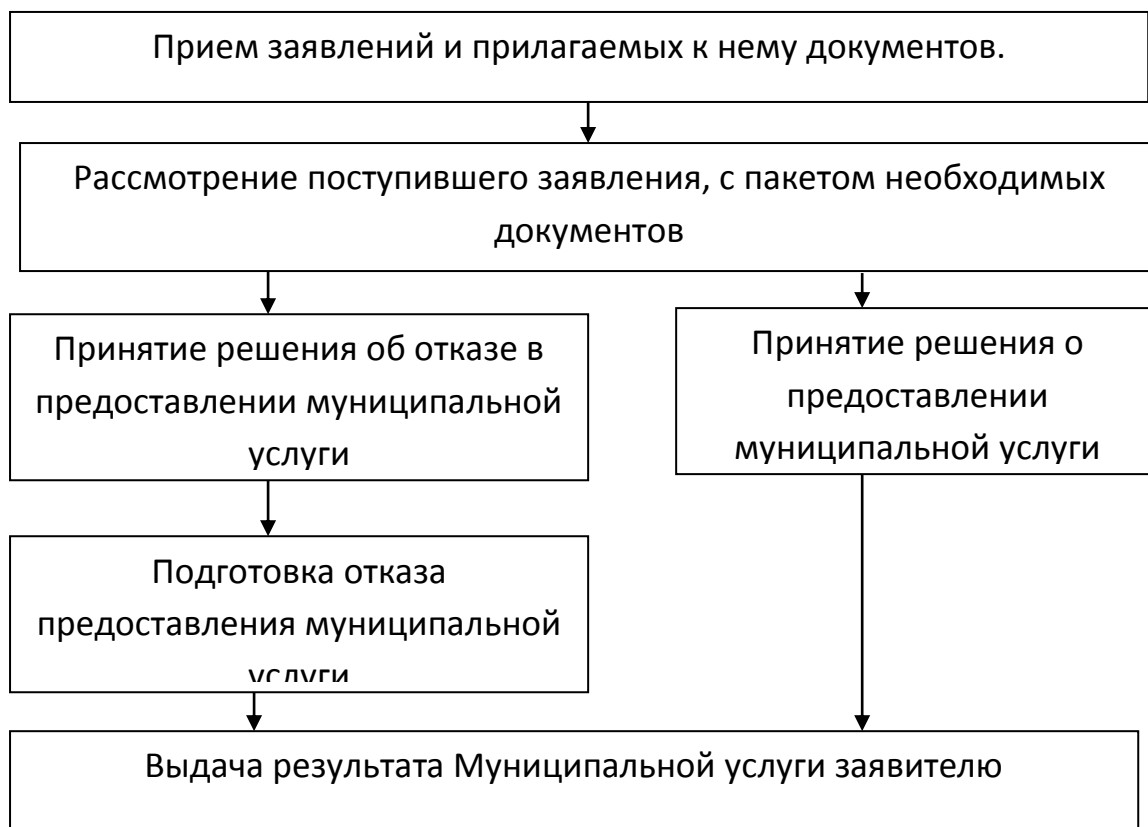 Прием заявлений и прилагаемых к нему документов.
Рассмотрение поступившего заявления, с пакетом необходимых
документов
Принятие решения об отказе в
предоставлении муниципальной
услуги
Принятие решения о
предоставлении
муниципальной услуги
Подготовка отказа
предоставления муниципальной
услуги
Выдача результата Муниципальной услуги заявителю